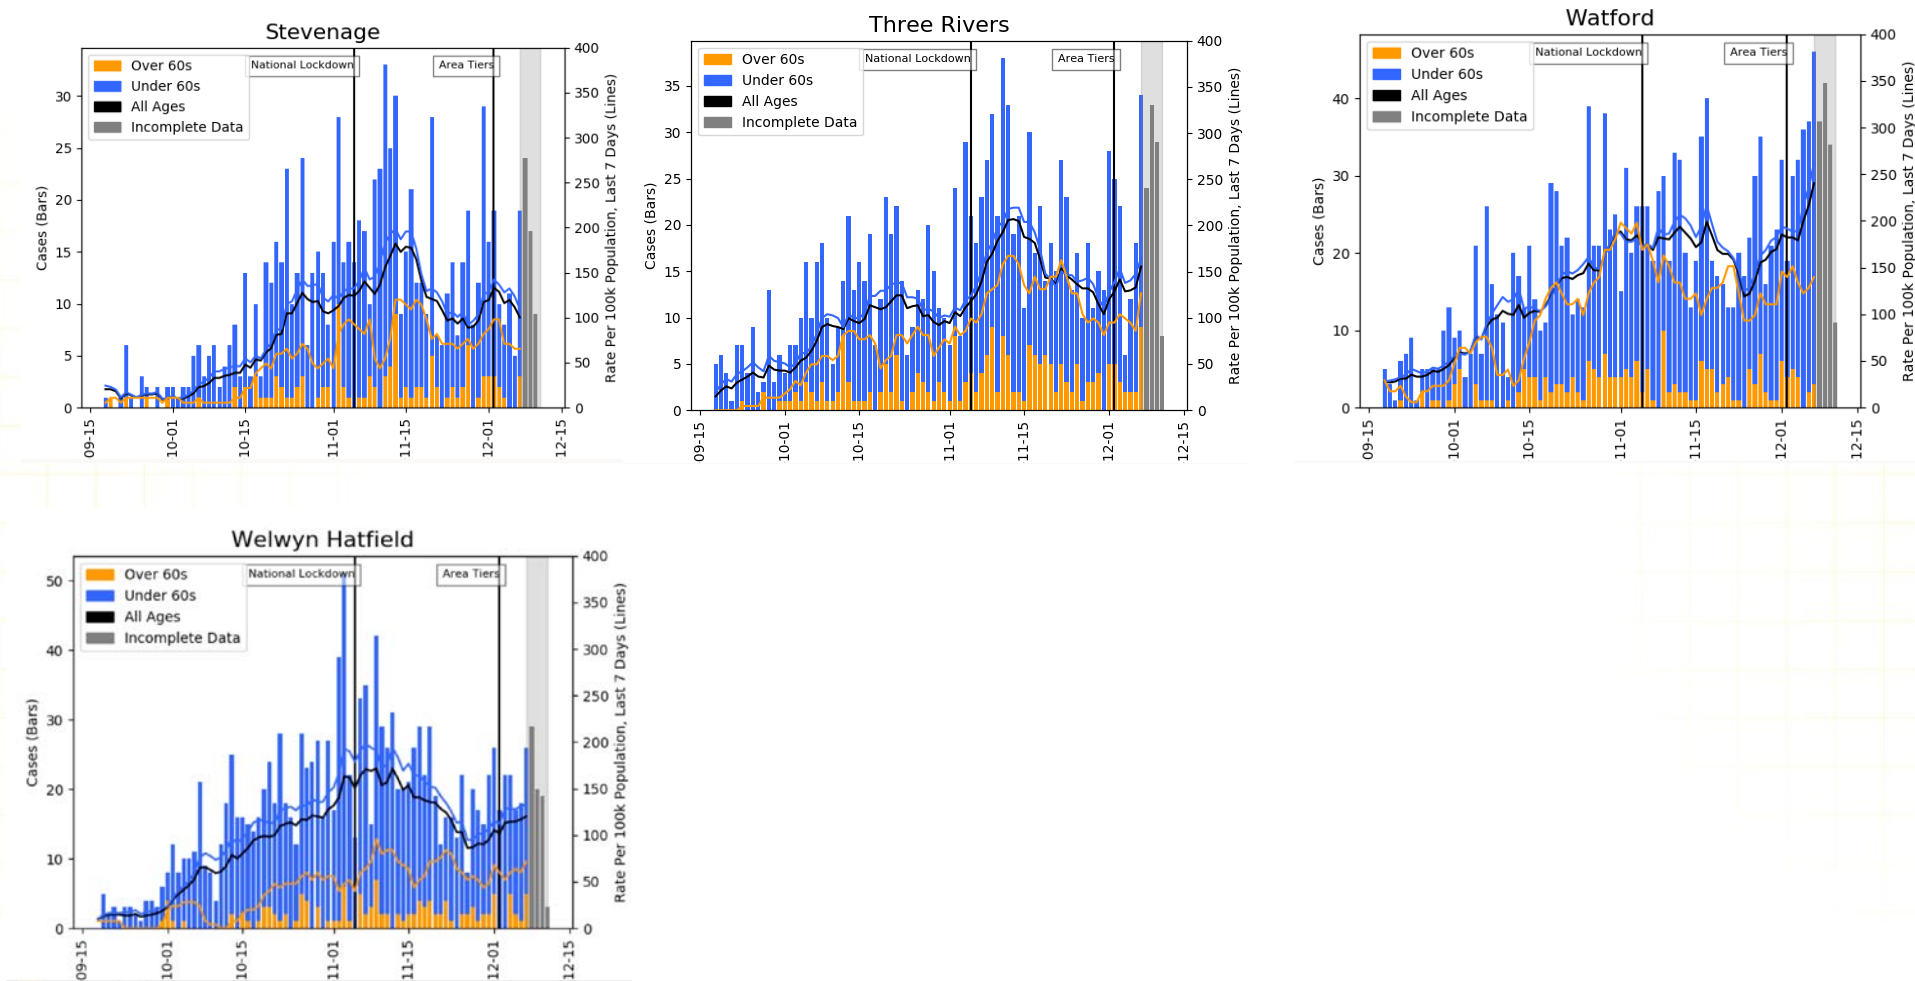 Stevenage
Over 60s
Under 60s
All Ages
Incomplete Data
National Lockdown
Area Tiers
Cases (Bars)
0
5
10
15
20
25
30
Rate Per 100k Population, Last 7 Days (Lines)
0
50
100
150
200
250
300
350
400
09-15
10-01
10-15
11-01
11-15
12-01
12-15
Three Rivers
Over 60s
Under 60s
All Ages
Incomplete Data
National Lockdown
Area Tiers
Cases (Bars)
0
5
10
15
20
25
30
35
Rate Per 100k Population, Last 7 Days (Lines)
0
50
100
150
200
250
300
350
400
09-15
10-01
10-15
11-01
11-15
12-01
12-15
Watford
Over 60s
Under 60s
All Ages
Incomplete Data
National Lockdown
Area Tiers
Cases (Bars)
0
10
20
30
40
Rate Per 100k Population, Last 7 Days (Lines)
0
50
100
150
200
250
300
350
400
09-15
10-01
10-15
11-01
11-15
12-01
12-15
Welwyn Hatfield
Over 60s
Under 60s
All Ages
Incomplete Data
National Lockdown
Area Tiers
Cases (Bars)
0
10
20
30
40
50
Rate Per 100k Population, Last 7 Days (Lines)
0
50
100
150
200
250
300
350
400
09-15
10-01
10-15
11-01
11-15
12-01
12-15